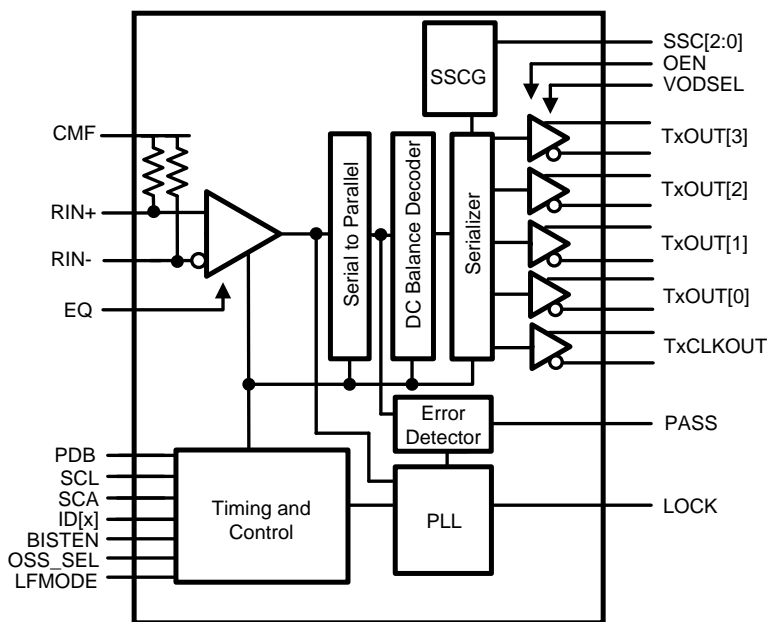 SSC[2:0]
OEN
VODSEL
SSCG
CMF
TxOUT[3]
RIN+
TxOUT[2]
RIN-
TxOUT[1]
EQ
TxOUT[0]
TxCLKOUT
Serial to Parallel
DC Balance Decoder
Serializer
Error
Detector
PASS
PDB
SCL
SCA
ID[x]
BISTEN
OSS_SEL
LFMODE
Timing and
Control
PLL
LOCK